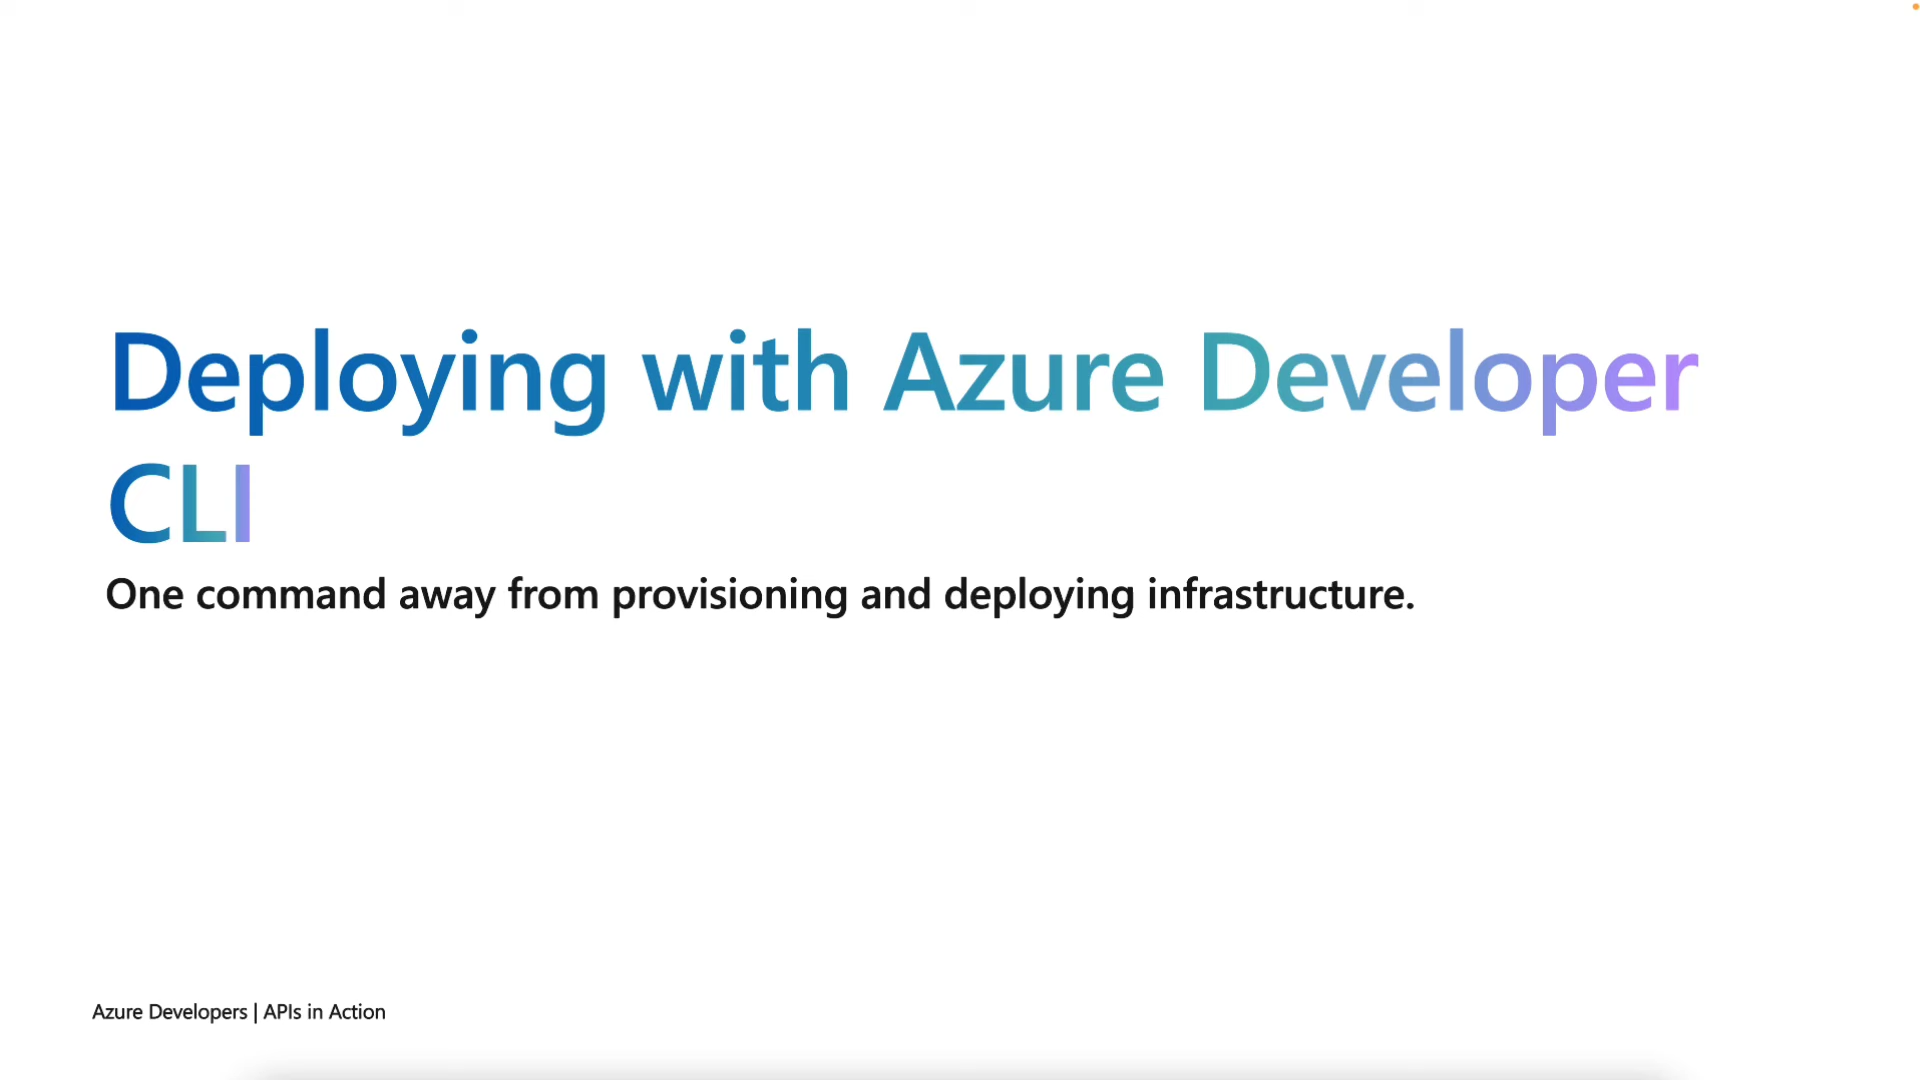 Deploying with Azure Developer
CLI
One command away from provisioning and deploying infrastructure.
Azure Developers | APIs in Action